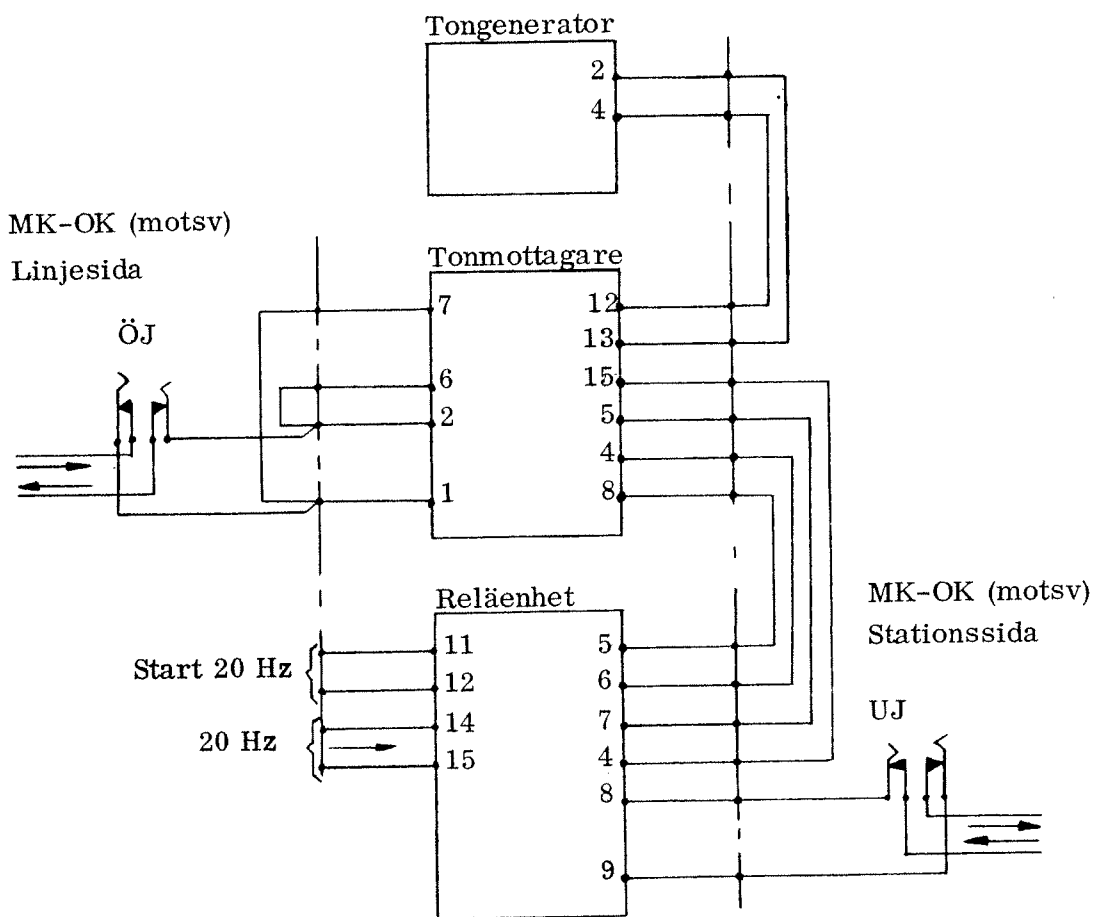 Tongenerator
2
4
MK-OK (motsv)
Linjesida
ÖJ
Tonmottagare
7
6
2
1
12
13
15
5
4
8
Reläenhet
Start 20 Hz
20 Hz
11
12
14
15
5
6
7
4
8
9
MK-OK (motsv)
Stationssida
UJ